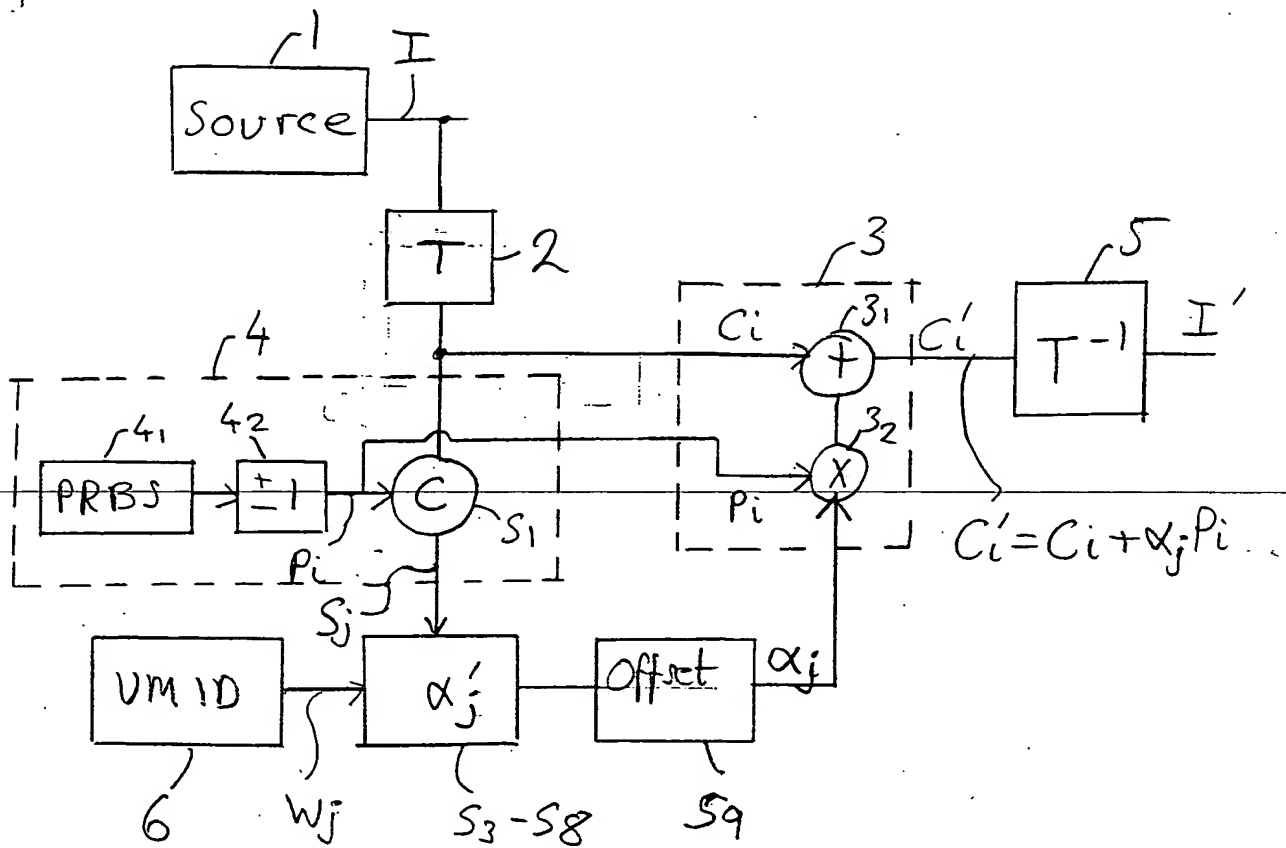 1
I
Source
T
2
3
5
4
Ci
3₁
Ci'
I'
+
T⁻¹
4₁
4₂
3₂
PRBS
± 1
C
X
Pi
S₁
Pi
Ci' = Ci + αj Pi
Sj
UMID
αj'
Offset
αj
6
Wj
S3-S8
S9